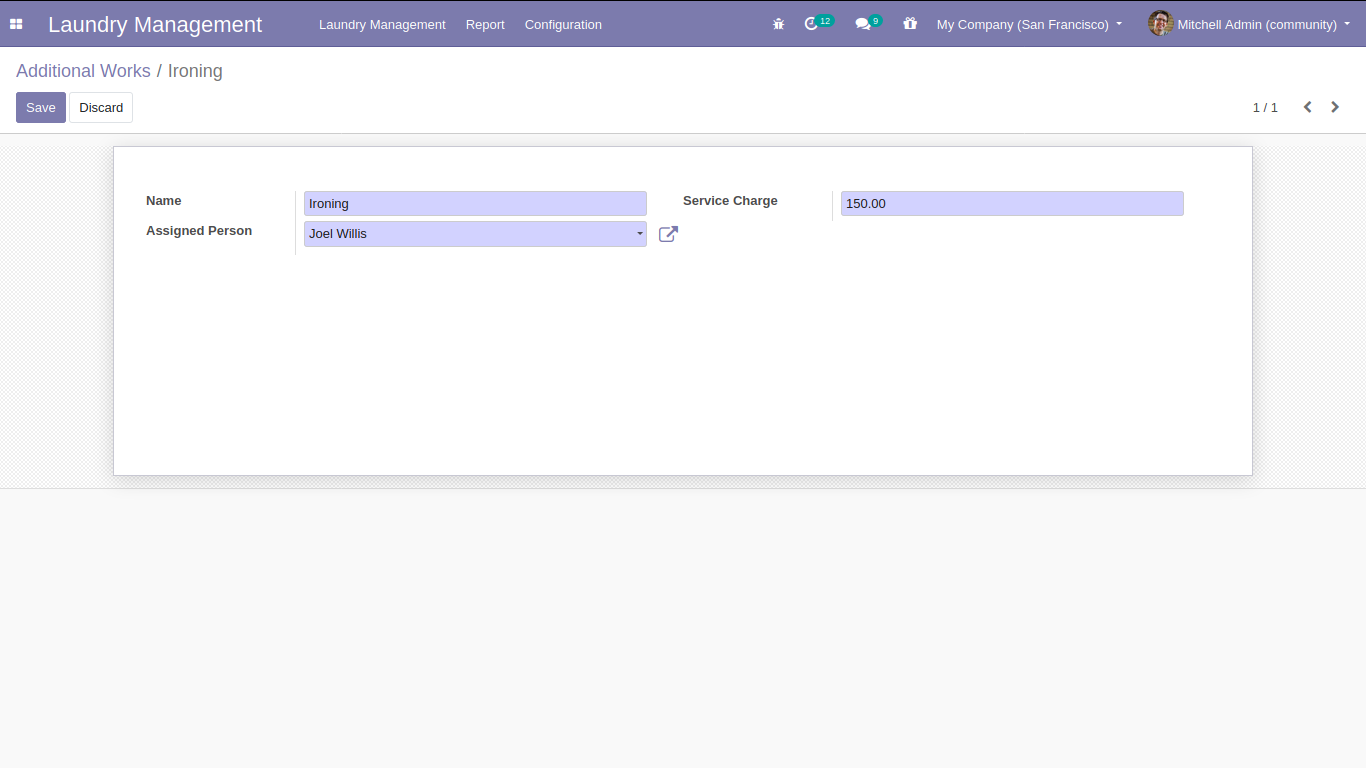 Laundry Management Laundry Management Report Configuration 12 9 My Company (San Francisco) Mitchell Admin (community)
Additional Works / Ironing
Save Discard 1 / 1
Name Ironing Service Charge 150.00
Assigned Person Joel Willis